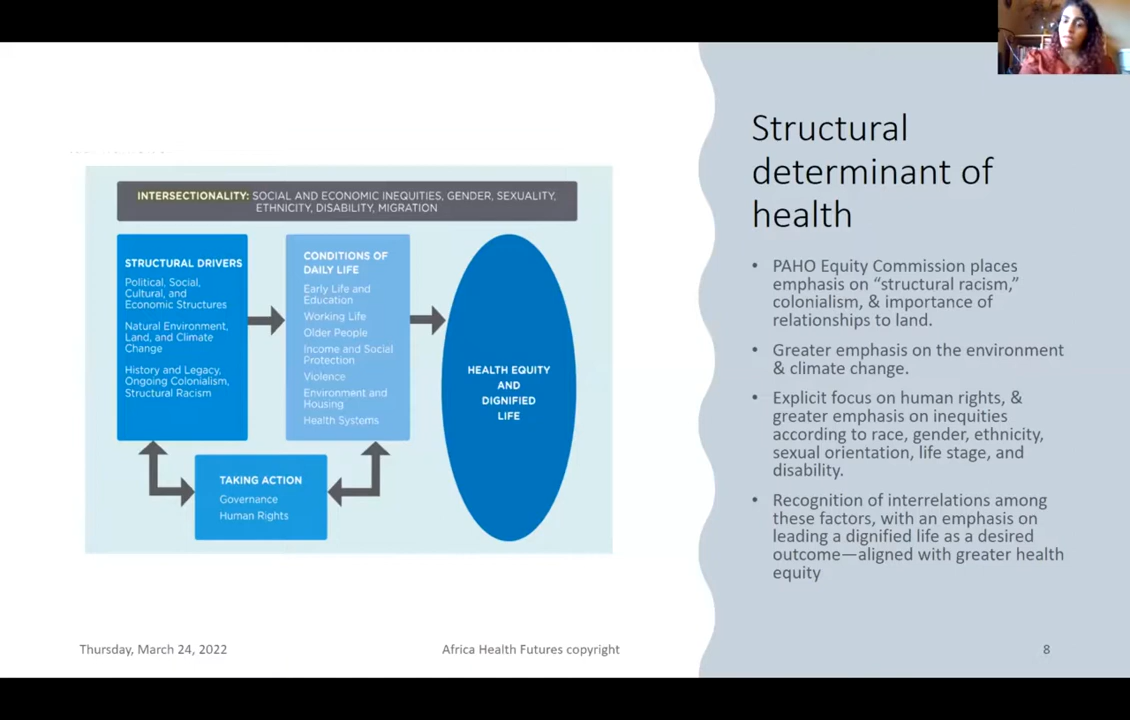 INTERSECTIONALITY: SOCIAL AND ECONOMIC INEQUITIES, GENDER, SEXUALITY,
ETHNICITY, DISABILITY, MIGRATION
STRUCTURAL DRIVERS
Political, Social,
Cultural, and
Economic Structures
Natural Environment,
Land, and Climate
Change
History and Legacy,
Ongoing Colonialism,
Structural Racism
CONDITIONS OF
DAILY LIFE
Early Life and
Education
Working Life
Older People
Income and Social
Protection
Violence
Environment and
Housing
Health Systems
HEALTH EQUITY
AND
DIGNIFIED
LIFE
TAKING ACTION
Governance
Human Rights
Structural
determinant of
health
• PAHO Equity Commission places
emphasis on “structural racism,”
colonialism, & importance of
relationships to land.
• Greater emphasis on the environment
& climate change.
• Explicit focus on human rights, &
greater emphasis on inequities
according to race, gender, ethnicity,
sexual orientation, life stage, and
disability.
• Recognition of interrelations among
these factors, with an emphasis on
leading a dignified life as a desired
outcome—aligned with greater health
equity
Thursday, March 24, 2022
Africa Health Futures copyright
8